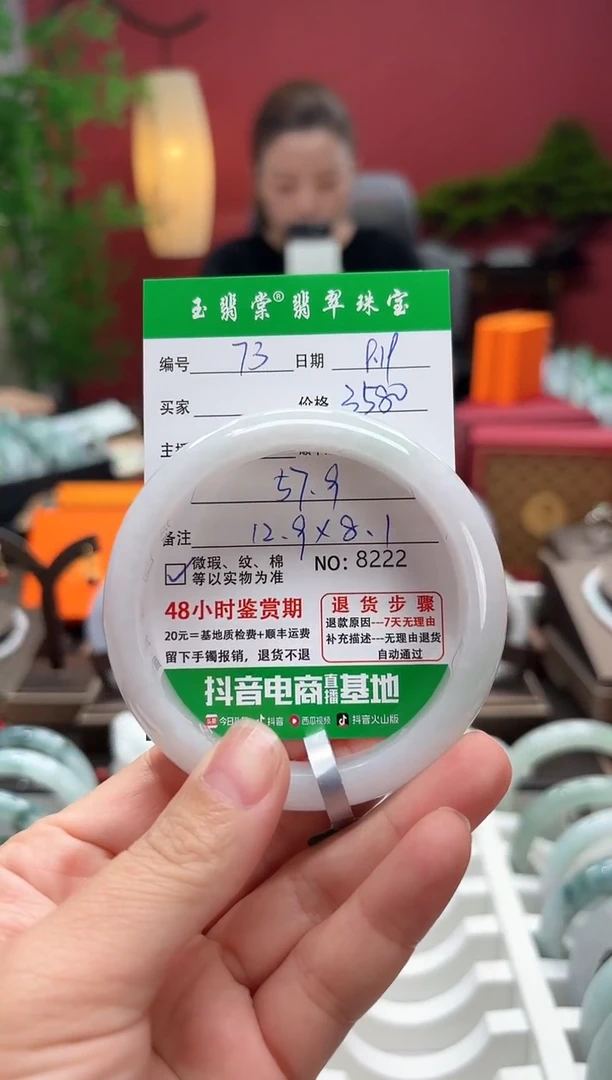 玉翡棠®翡翠珠宝
编号 73 日期
买家 价格 3580
57.9
备注 12.9×8.1
微瑕、纹、棉
等以实物为准
NO: 8222
48小时鉴赏期
20元=基地质检费+顺丰运费
留下手镯报销，退货不退
退货步骤
退款原因---7天无理由
补充描述---无理由退货
自动通过
抖音电商直播基地
今日头条 抖音 西瓜视频 抖音火山版